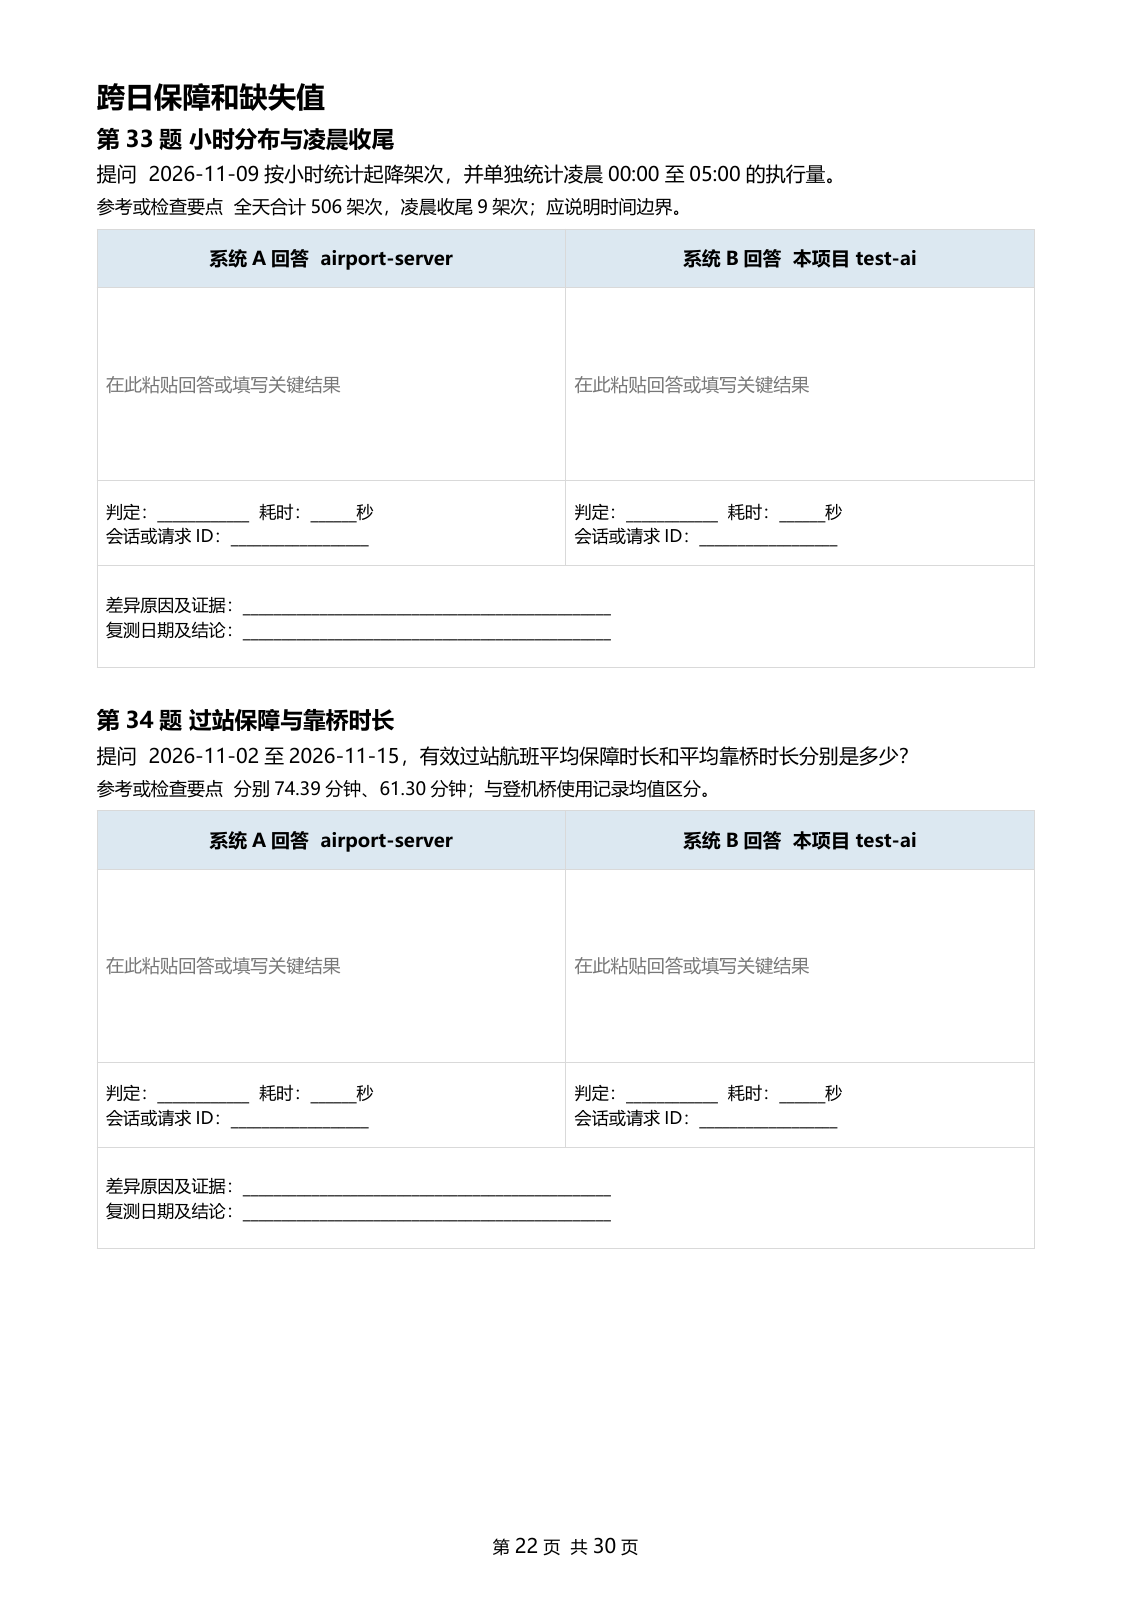 跨日保障和缺失值
第 33 题 小时分布与凌晨收尾
提问  2026-11-09 按小时统计起降架次，并单独统计凌晨 00:00 至 05:00 的执行量。
参考或检查要点  全天合计 506 架次，凌晨收尾 9 架次；应说明时间边界。
系统 A 回答  airport-server
系统 B 回答  本项目 test-ai
在此粘贴回答或填写关键结果
在此粘贴回答或填写关键结果
判定：____________  耗时：______秒
会话或请求 ID：__________________
判定：____________  耗时：______秒
会话或请求 ID：__________________
差异原因及证据：________________________________________________
复测日期及结论：________________________________________________
第 34 题 过站保障与靠桥时长
提问  2026-11-02 至 2026-11-15，有效过站航班平均保障时长和平均靠桥时长分别是多少？
参考或检查要点  分别 74.39 分钟、61.30 分钟；与登机桥使用记录均值区分。
系统 A 回答  airport-server
系统 B 回答  本项目 test-ai
在此粘贴回答或填写关键结果
在此粘贴回答或填写关键结果
判定：____________  耗时：______秒
会话或请求 ID：__________________
判定：____________  耗时：______秒
会话或请求 ID：__________________
差异原因及证据：________________________________________________
复测日期及结论：________________________________________________
第 22 页  共 30 页